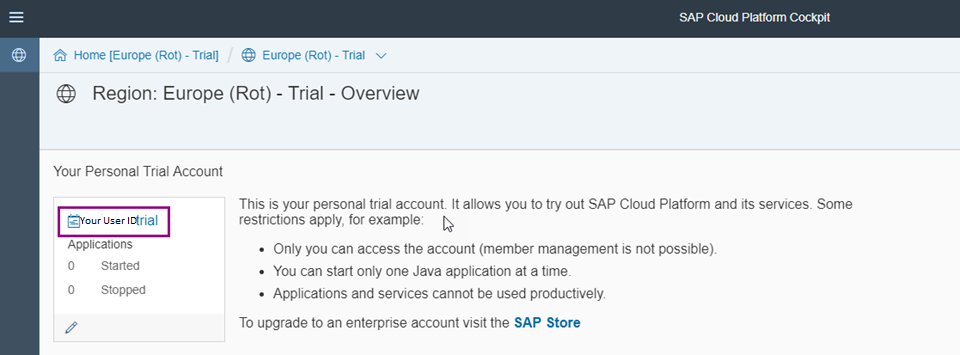 SAP Cloud Platform Cockpit
Home [Europe (Rot) - Trial] / Europe (Rot) - Trial
Region: Europe (Rot) - Trial - Overview
Your Personal Trial Account
Your User IDtrial
Applications
0 Started
0 Stopped
This is your personal trial account. It allows you to try out SAP Cloud Platform and its services. Some
restrictions apply, for example:
• Only you can access the account (member management is not possible).
• You can start only one Java application at a time.
• Applications and services cannot be used productively.
To upgrade to an enterprise account visit the SAP Store